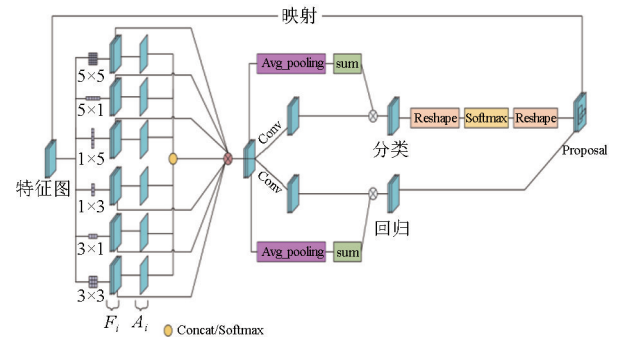 映射
5×5
5×1
1×5
1×3
3×1
3×3
特征图
F_i
A_i
Concat/Softmax
Avg_pooling
sum
Conv
Conv
分类
Reshape
Softmax
Reshape
Proposal
回归
Avg_pooling
sum